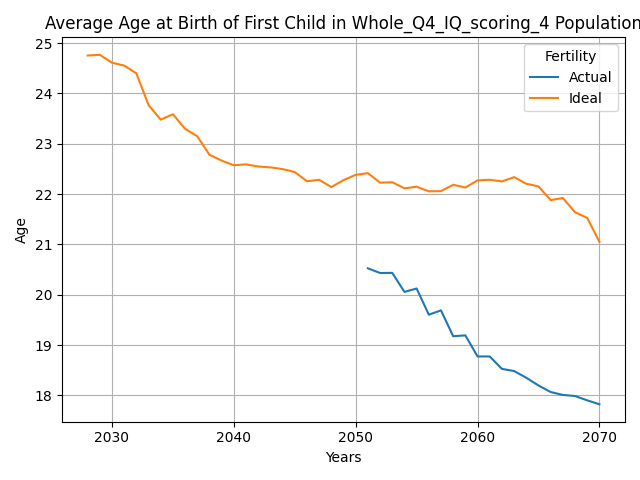 Average Age at Birth of First Child in Whole_Q4_IQ_scoring_4 Population
25
24
23
22
21
20
19
18
Age
Fertility
Actual
Ideal
2030 2040 2050 2060 2070
Years